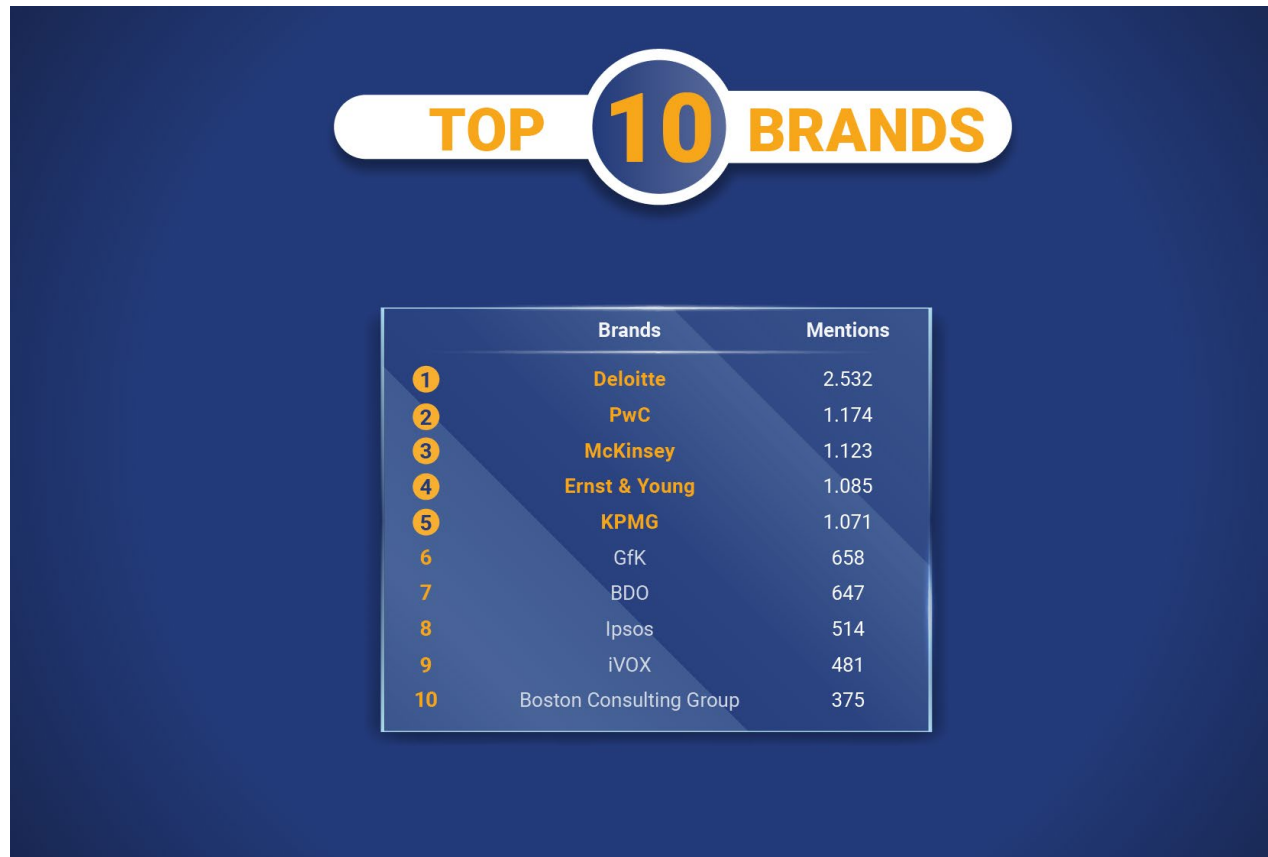 TOP 10 BRANDS
Brands Mentions
1 Deloitte 2.532
2 PwC 1.174
3 McKinsey 1.123
4 Ernst & Young 1.085
5 KPMG 1.071
6 GfK 658
7 BDO 647
8 Ipsos 514
9 iVOX 481
10 Boston Consulting Group 375